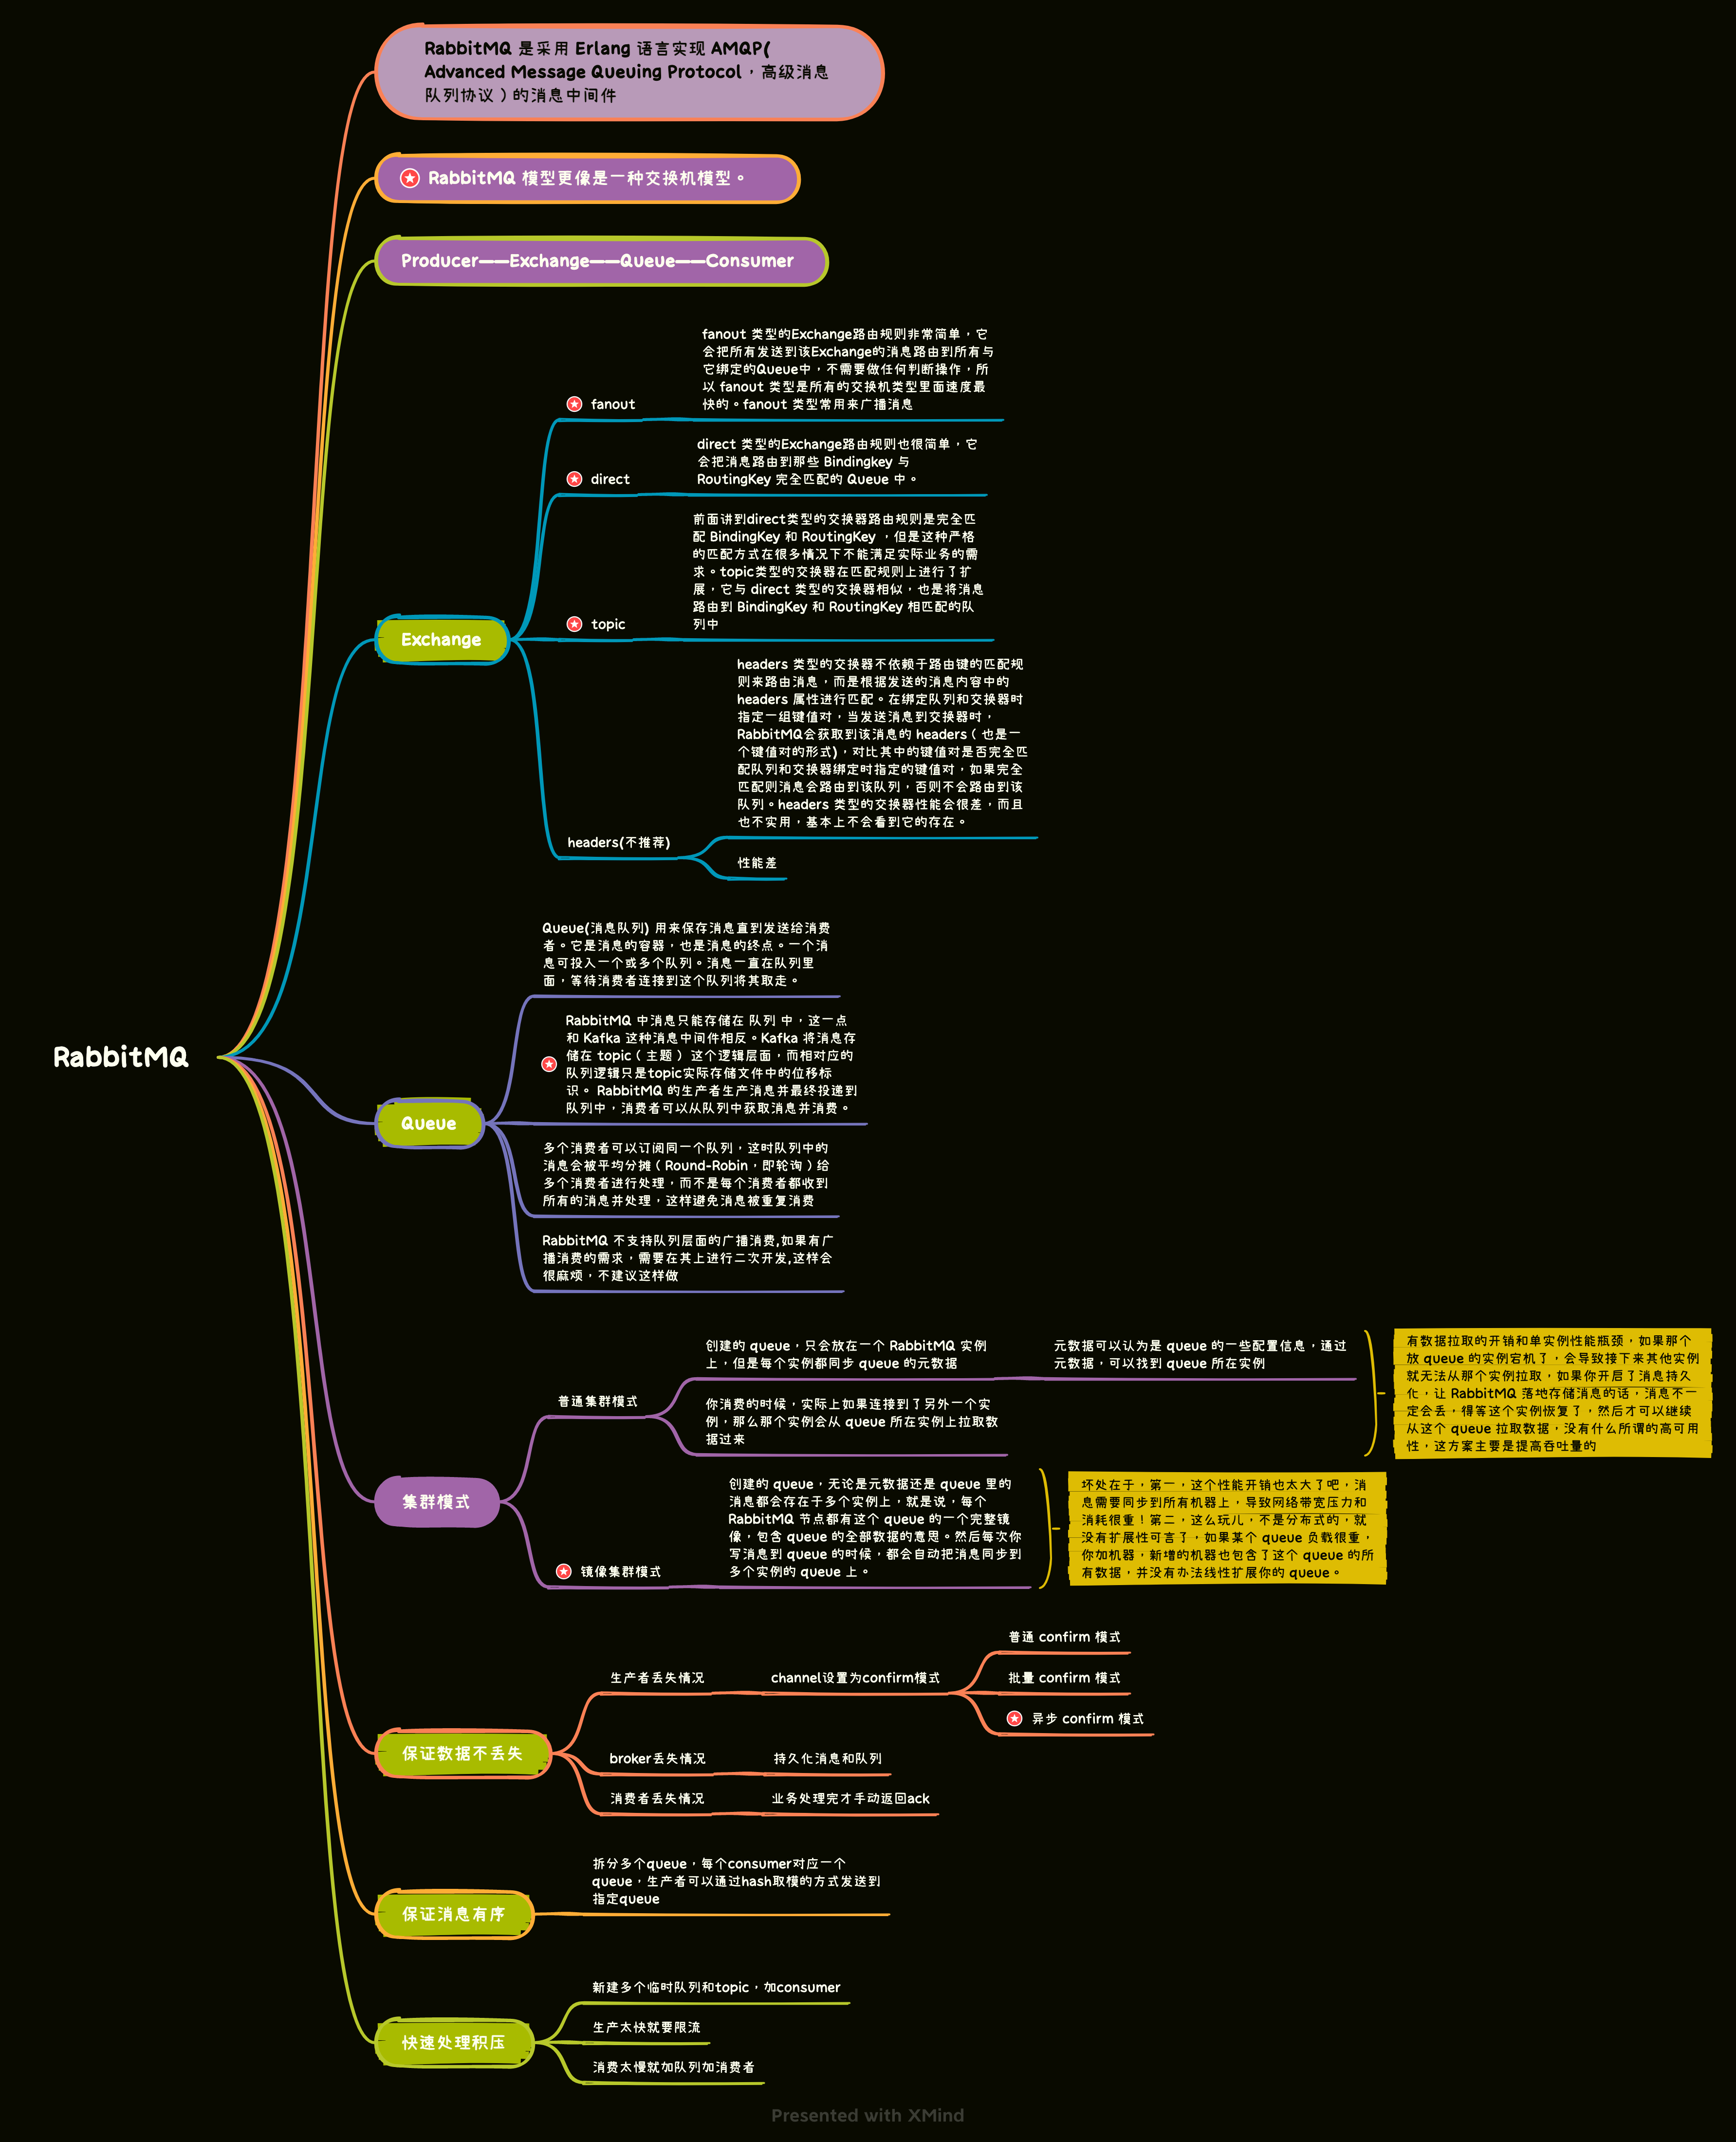 RabbitMQ
RabbitMQ 是采用 Erlang 语言实现 AMQP(
Advanced Message Queuing Protocol，高级消息
队列协议）的消息中间件
RabbitMQ 模型更像是一种交换机模型。
Producer——Exchange——Queue——Consumer
Exchange
fanout
fanout 类型的Exchange路由规则非常简单，它
会把所有发送到该Exchange的消息路由到所有与
它绑定的Queue中，不需要做任何判断操作，所
以 fanout 类型是所有的交换机类型里面速度最
快的。fanout 类型常用来广播消息
direct
direct 类型的Exchange路由规则也很简单，它
会把消息路由到那些 Bindingkey 与
RoutingKey 完全匹配的 Queue 中。
topic
前面讲到direct类型的交换器路由规则是完全匹
配 BindingKey 和 RoutingKey ，但是这种严格
的匹配方式在很多情况下不能满足实际业务的需
求。topic类型的交换器在匹配规则上进行了扩
展，它与 direct 类型的交换器相似，也是将消息
路由到 BindingKey 和 RoutingKey 相匹配的队
列中
headers(不推荐)
headers 类型的交换器不依赖于路由键的匹配规
则来路由消息，而是根据发送的消息内容中的
headers 属性进行匹配。在绑定队列和交换器时
指定一组键值对，当发送消息到交换器时，
RabbitMQ会获取到该消息的 headers（也是一
个键值对的形式)，对比其中的键值对是否完全匹
配队列和交换器绑定时指定的键值对，如果完全
匹配则消息会路由到该队列，否则不会路由到该
队列。headers 类型的交换器性能会很差，而且
也不实用，基本上不会看到它的存在。
性能差
Queue
Queue(消息队列) 用来保存消息直到发送给消费
者。它是消息的容器，也是消息的终点。一个消
息可投入一个或多个队列。消息一直在队列里
面，等待消费者连接到这个队列将其取走。
RabbitMQ 中消息只能存储在 队列 中，这一点
和 Kafka 这种消息中间件相反。Kafka 将消息存
储在 topic（主题） 这个逻辑层面，而相对应的
队列逻辑只是topic实际存储文件中的位移标
识。 RabbitMQ 的生产者生产消息并最终投递到
队列中，消费者可以从队列中获取消息并消费。
多个消费者可以订阅同一个队列，这时队列中的
消息会被平均分摊（Round-Robin，即轮询）给
多个消费者进行处理，而不是每个消费者都收到
所有的消息并处理，这样避免消息被重复消费
RabbitMQ 不支持队列层面的广播消费,如果有广
播消费的需求，需要在其上进行二次开发,这样会
很麻烦，不建议这样做
集群模式
普通集群模式
创建的 queue，只会放在一个 RabbitMQ 实例
上，但是每个实例都同步 queue 的元数据
元数据可以认为是 queue 的一些配置信息，通过
元数据，可以找到 queue 所在实例
你消费的时候，实际上如果连接到了另外一个实
例，那么那个实例会从 queue 所在实例上拉取数
据过来
有数据拉取的开销和单实例性能瓶颈，如果那个
放 queue 的实例宕机了，会导致接下来其他实例
就无法从那个实例拉取，如果你开启了消息持久
化，让 RabbitMQ 落地存储消息的话，消息不一
定会丢，得等这个实例恢复了，然后才可以继续
从这个 queue 拉取数据，没有什么所谓的高可用
性，这方案主要是提高吞吐量的
镜像集群模式
创建的 queue，无论是元数据还是 queue 里的
消息都会存在于多个实例上，就是说，每个
RabbitMQ 节点都有这个 queue 的一个完整镜
像，包含 queue 的全部数据的意思。然后每次你
写消息到 queue 的时候，都会自动把消息同步到
多个实例的 queue 上。
坏处在于，第一，这个性能开销也太大了吧，消
息需要同步到所有机器上，导致网络带宽压力和
消耗很重！第二，这么玩儿，不是分布式的，就
没有扩展性可言了，如果某个 queue 负载很重，
你加机器，新增的机器也包含了这个 queue 的所
有数据，并没有办法线性扩展你的 queue。
保证数据不丢失
生产者丢失情况
channel设置为confirm模式
普通 confirm 模式
批量 confirm 模式
异步 confirm 模式
broker丢失情况
持久化消息和队列
消费者丢失情况
业务处理完才手动返回ack
保证消息有序
拆分多个queue，每个consumer对应一个
queue，生产者可以通过hash取模的方式发送到
指定queue
快速处理积压
新建多个临时队列和topic，加consumer
生产太快就要限流
消费太慢就加队列加消费者
Presented with XMind